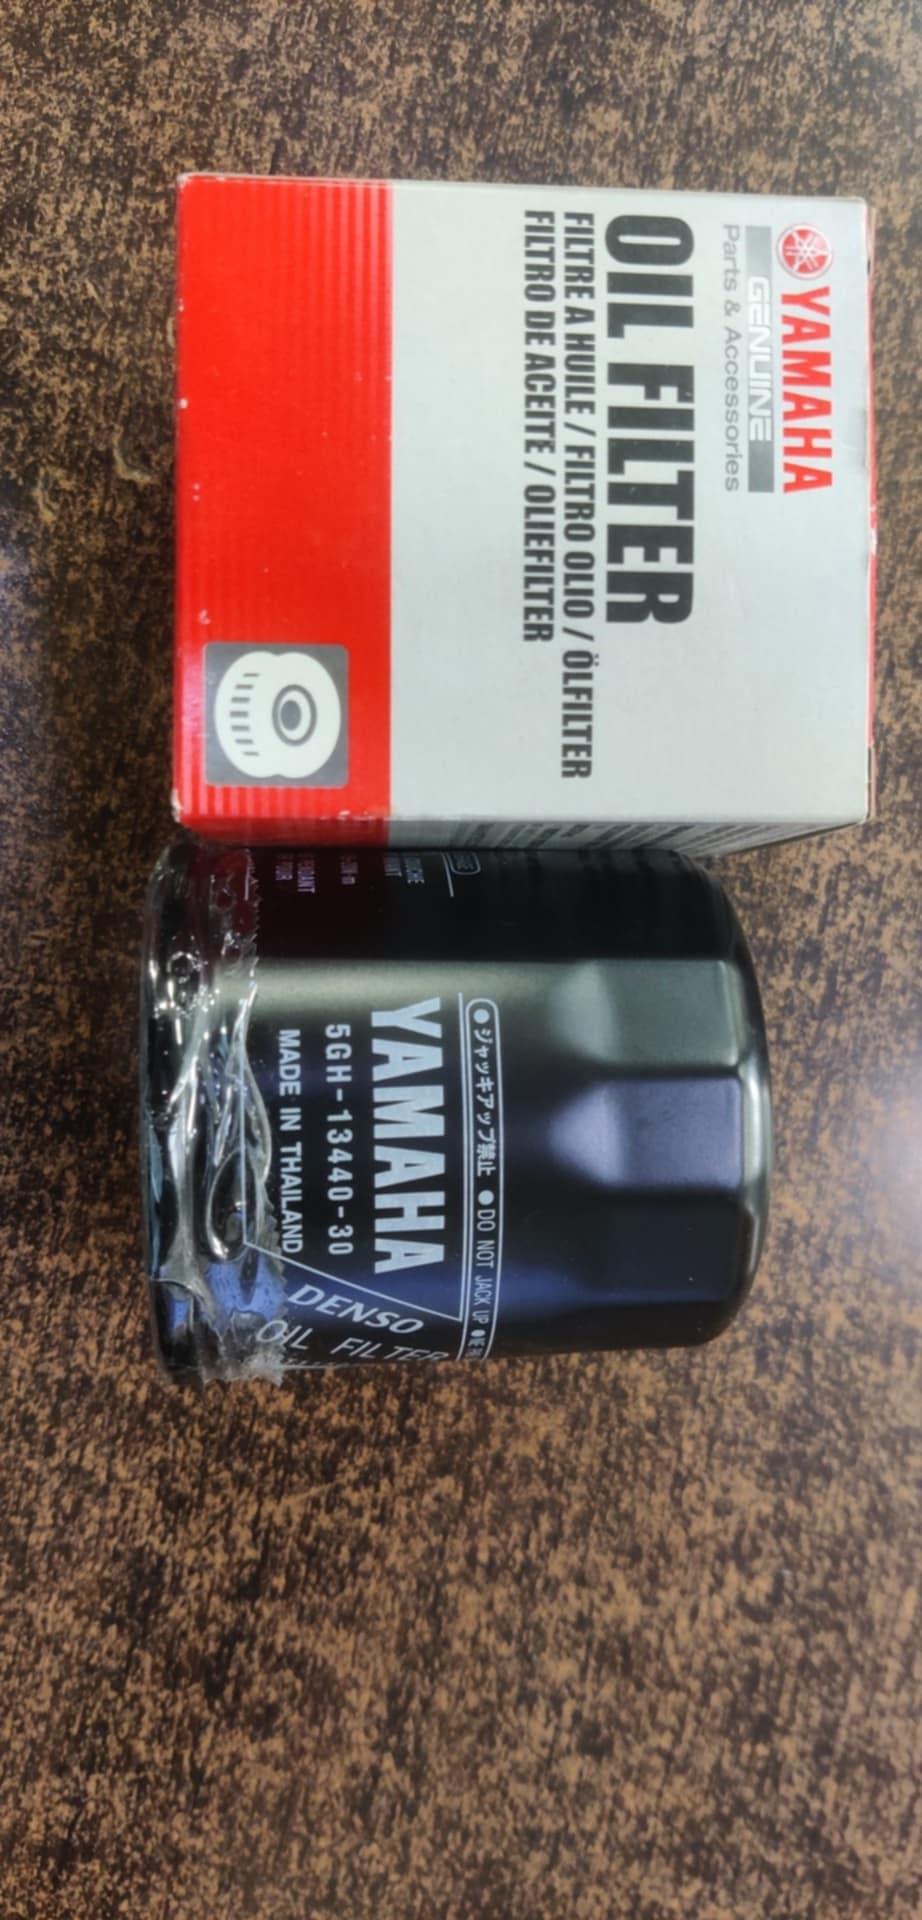 YAMAHA
GENUINE
Parts & Accessories
OIL FILTER
FILTRE A HUILE / FILTRO OLIO / ÖLFILTER
FILTRO DE ACEITE / OLIEFILTER
● ジャッキアップ禁止 ● DO NOT JACK UP ● NE
YAMAHA
5GH-13440-30
MADE IN THAILAND
DENSO
OIL FILTER